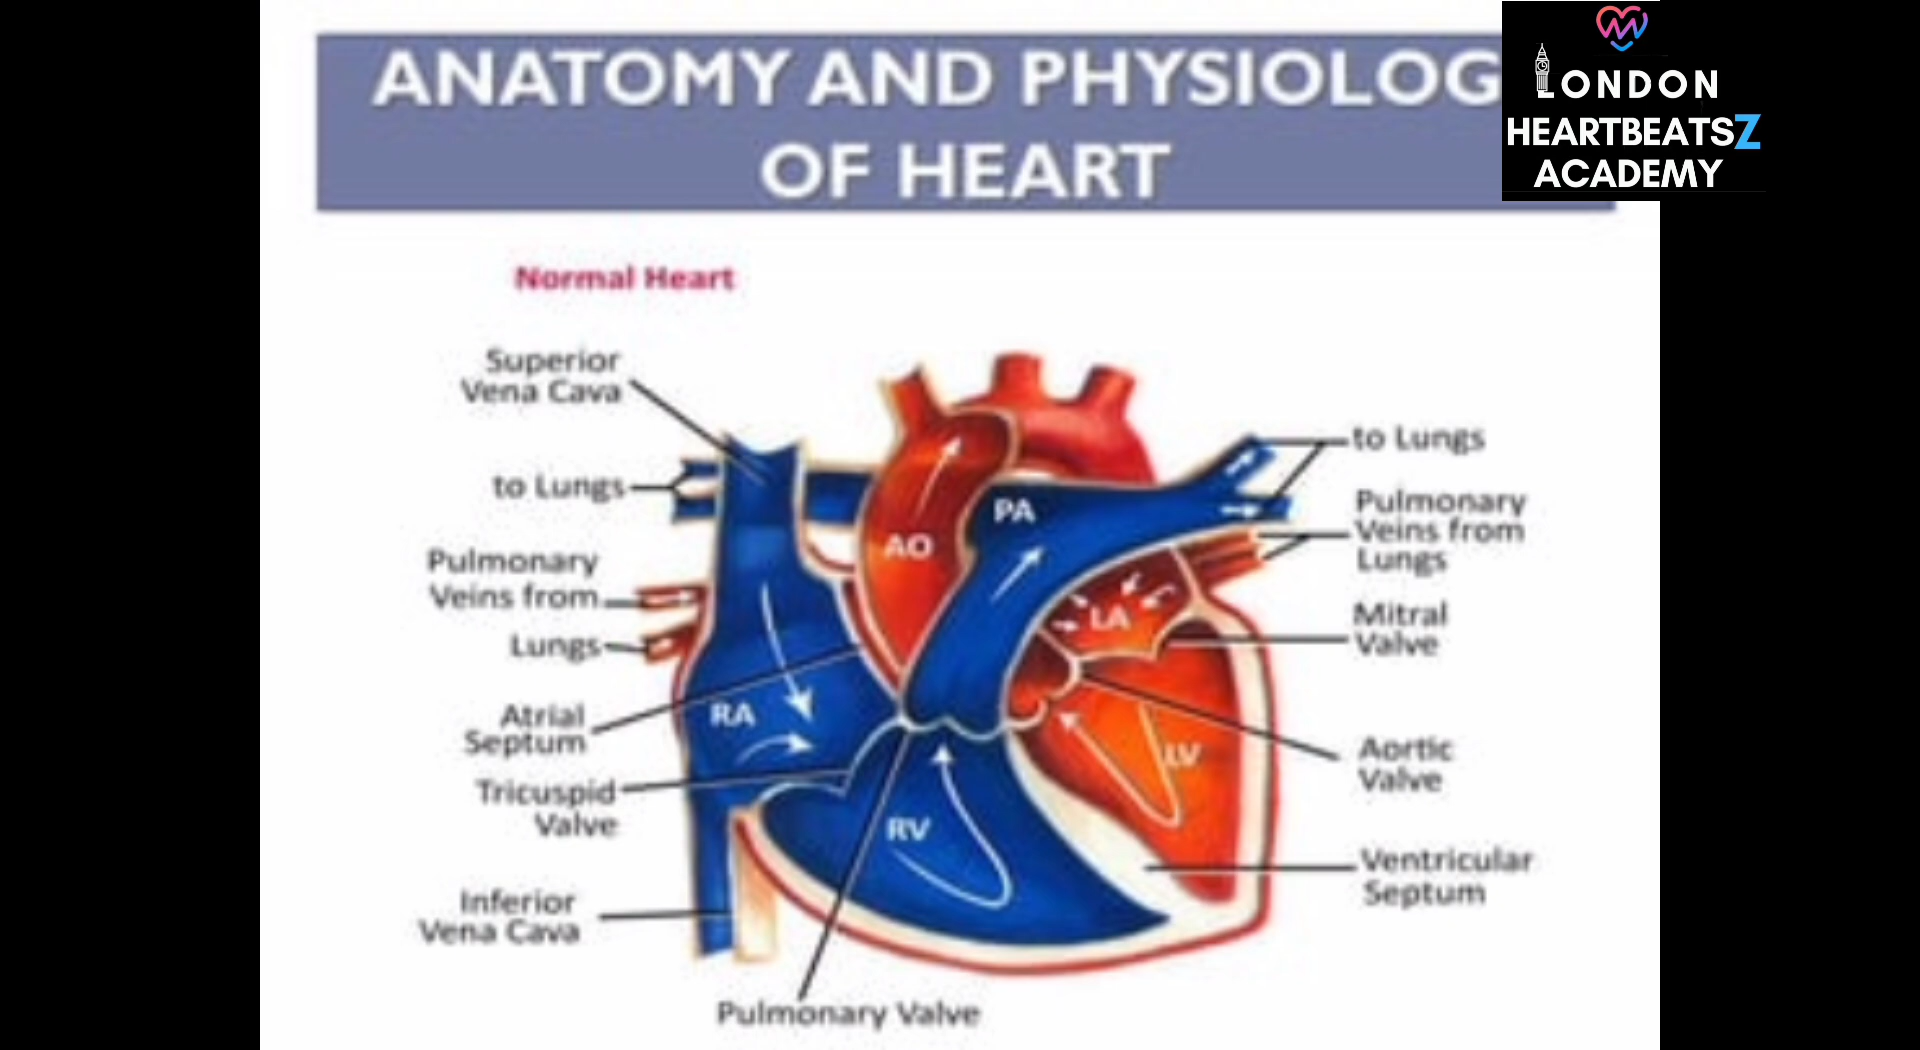 ANATOMY AND PHYSIOLOG
OF HEART
LONDON
HEARTBEATSZ
ACADEMY
Normal Heart
Superior
Vena Cava
to Lungs
Pulmonary
Veins from
Lungs
Atrial
Septum
Tricuspid
Valve
Inferior
Vena Cava
Pulmonary Valve
AO
PA
LA
RA
LV
RV
to Lungs
Pulmonary
Veins from
Lungs
Mitral
Valve
Aortic
Valve
Ventricular
Septum